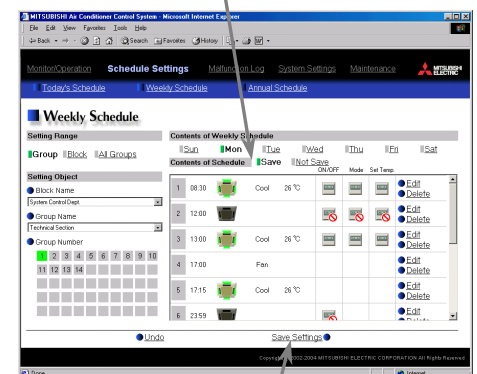 MITSUBISHI Air Conditioner Control System - Microsoft Internet Explorer
File Edit View Favorites Tools Help
Back Search Favorites History
Monitor/Operation Schedule Settings Malfunction Log System Settings Maintenance MITSUBISHI ELECTRIC
Today's Schedule Weekly Schedule Annual Schedule
Weekly Schedule
Setting Range
Group Block All Groups
Setting Object
Block Name
System Control Dept.
Group Name
Technical Section
Group Number
1 2 3 4 5 6 7 8 9 10
11 12 13 14
Contents of Weekly Schedule
Sun Mon Tue Wed Thu Fri Sat
Contents of Schedule Save Not Save
ON/OFF Mode Set Temp.
1 08:30 Cool 26℃ Edit
Delete
2 12:00 Edit
Delete
3 13:00 Cool 26℃ Edit
Delete
4 17:00 Fan Edit
Delete
5 17:15 Cool 26℃ Edit
Delete
6 23:59 Edit
Undo Save Settings
Copyright©2002-2004 MITSUBISHI ELECTRIC CORPORATION All Rights Reserved
Done Internet